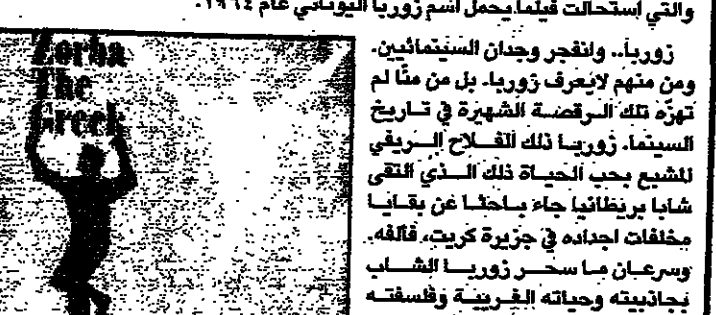 والتي استحالت فيلما يحمل اسم زوربا اليوناني عام ١٩٦٤.
زوربا.. وانفجر وجدان السينمائيين.
ومن منهم لايعرف زوربا. بل من منّا لم
تهزّه تلك الرقصة الشهيرة في تاريخ
السينما. زوربا ذلك الفلاح الريفي
المشبع بحب الحياة ذلك الذي التقى
شابا بريطانيا جاء باحثا عن بقايا
مخلفات اجداده في جزيرة كريت، فألفه.
وسرعان ما سحر زوربا الشاب
بجاذبيته وحياته الغريبة وفلسفته
Zorba
The
Greek